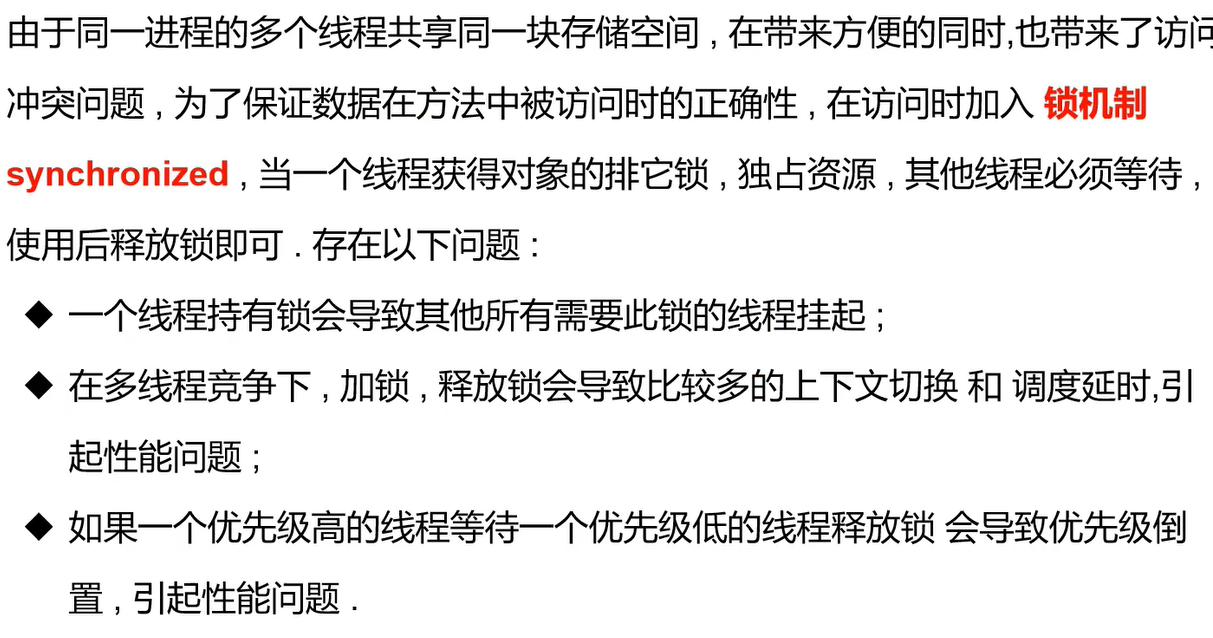 由于同一进程的多个线程共享同一块存储空间 , 在带来方便的同时,也带来了访问
冲突问题 , 为了保证数据在方法中被访问时的正确性 , 在访问时加入 锁机制
synchronized , 当一个线程获得对象的排它锁 , 独占资源 , 其他线程必须等待 ,
使用后释放锁即可 . 存在以下问题 :
◆ 一个线程持有锁会导致其他所有需要此锁的线程挂起 ;
◆ 在多线程竞争下 , 加锁 , 释放锁会导致比较多的上下文切换 和 调度延时,引
起性能问题 ;
◆ 如果一个优先级高的线程等待一个优先级低的线程释放锁 会导致优先级倒
置 , 引起性能问题 .